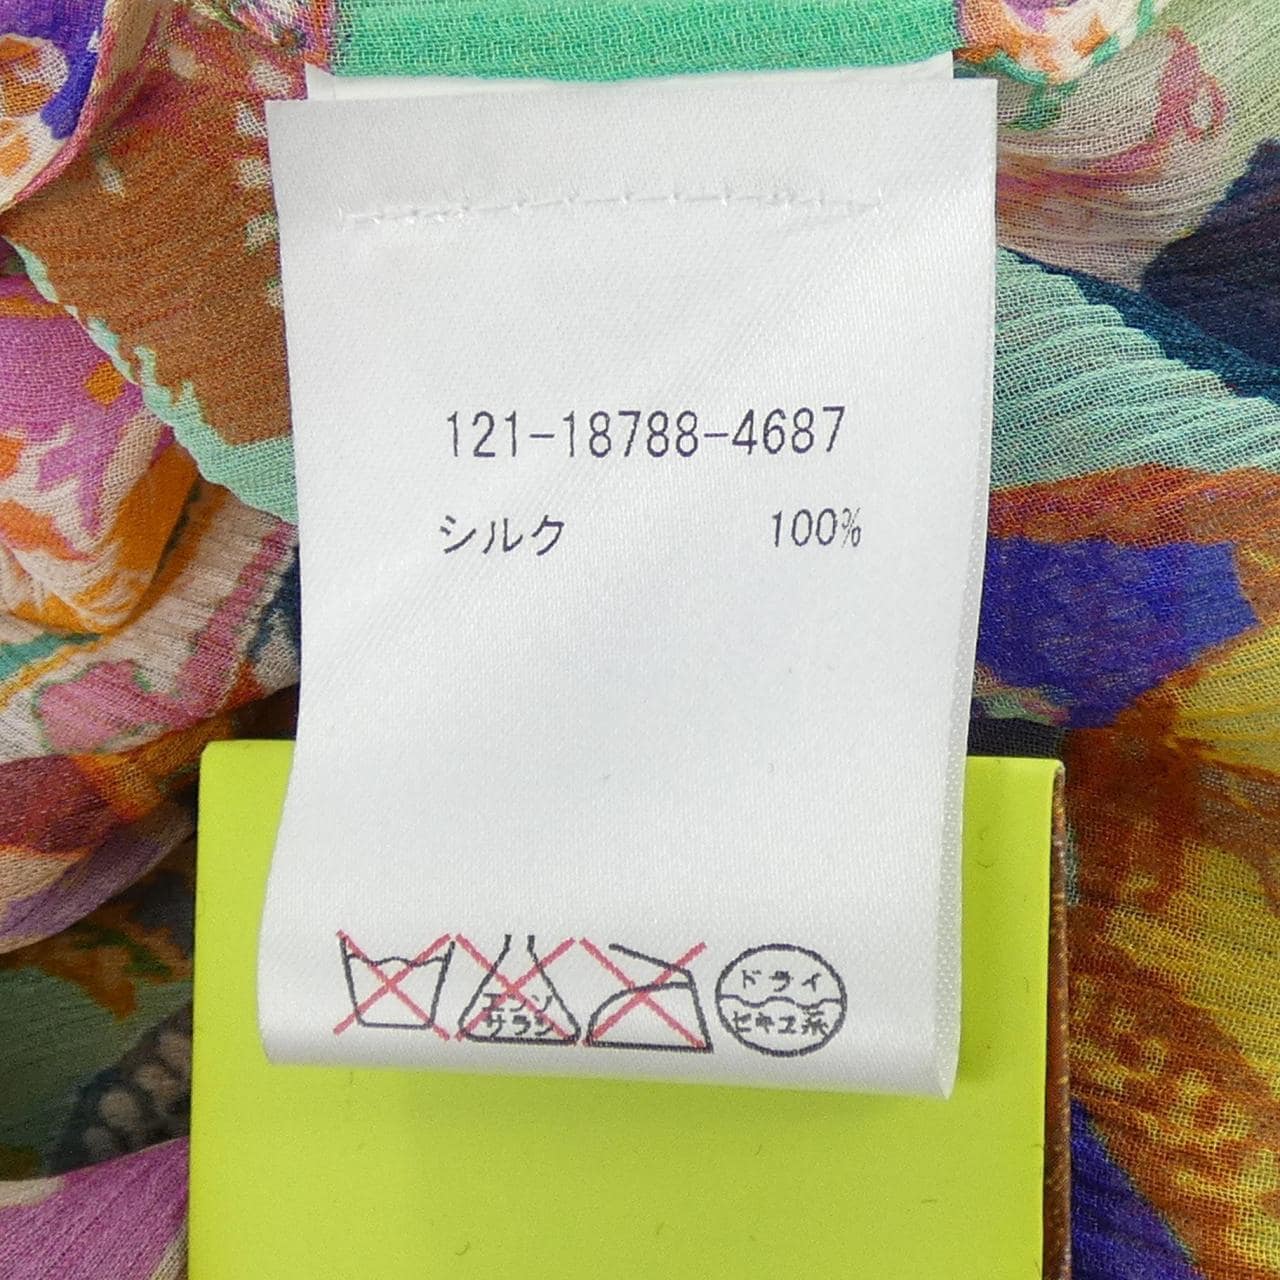 121-18788-4687
シルク 100%
エンソ サラシ
ドライ
セキユ系